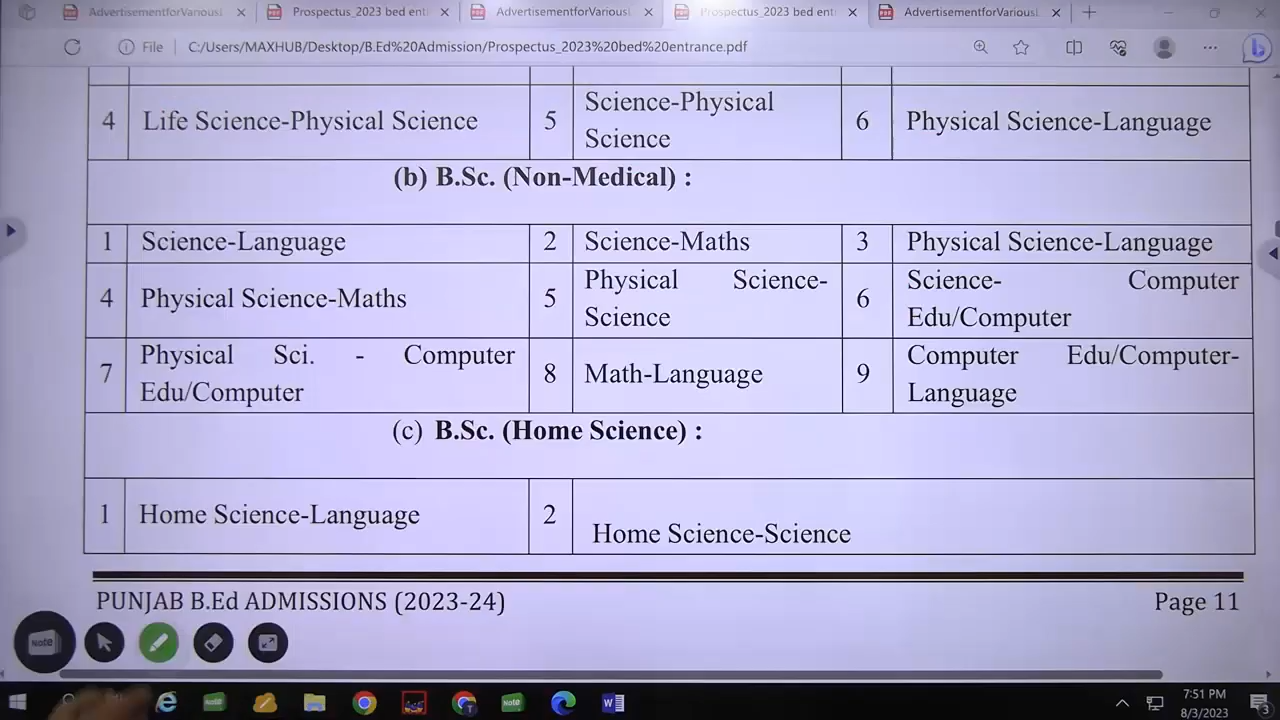 AdvertisementforVariousI
Prospectus_2023 bed ent
AdvertisementforVariousI
Prospectus_2023 bed ent
AdvertisementforVariousI
File
C:/Users/MAXHUB/Desktop/B.Ed%20Admission/Prospectus_2023%20bed%20entrance.pdf
4 Life Science-Physical Science 5 Science-Physical Science 6 Physical Science-Language
(b) B.Sc. (Non-Medical) :
1 Science-Language 2 Science-Maths 3 Physical Science-Language
4 Physical Science-Maths 5 Physical Science-Science 6 Science- Computer Edu/Computer
7 Physical Sci. - Computer Edu/Computer 8 Math-Language 9 Computer Edu/Computer-Language
(c) B.Sc. (Home Science) :
1 Home Science-Language 2 Home Science-Science
PUNJAB B.Ed ADMISSIONS (2023-24) Page 11
Note
Note
7:51 PM
8/3/2023
3